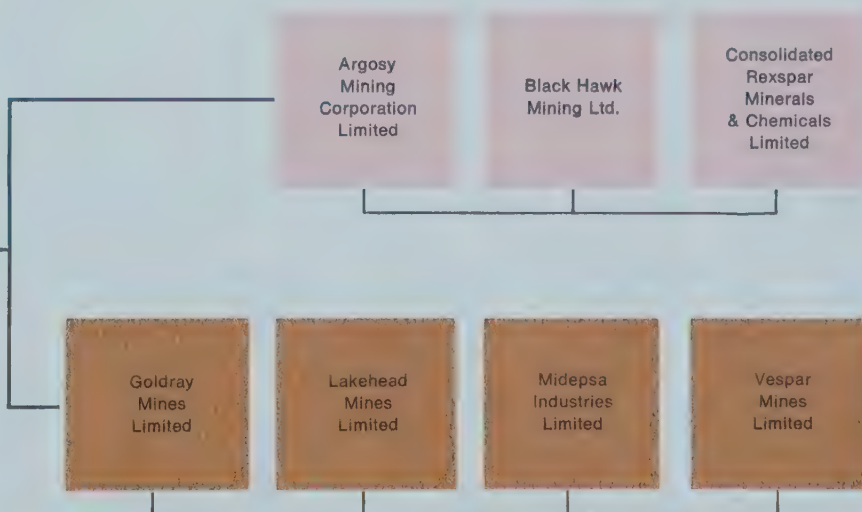 Argosy
Mining
Corporation
Limited
Black Hawk
Mining Ltd.
Consolidated
Rexspar
Minerals
& Chemicals
Limited
Goldray
Mines
Limited
Lakehead
Mines
Limited
Midepsa
Industries
Limited
Vespar
Mines
Limited